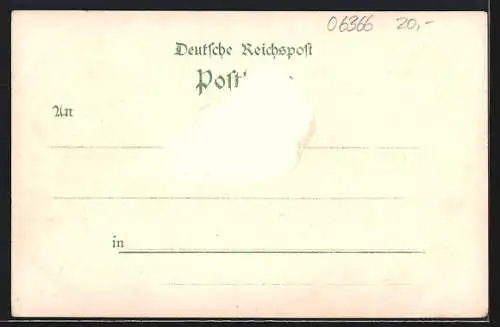 06366 20,-
Deutsche Reichspost
Post
An
in